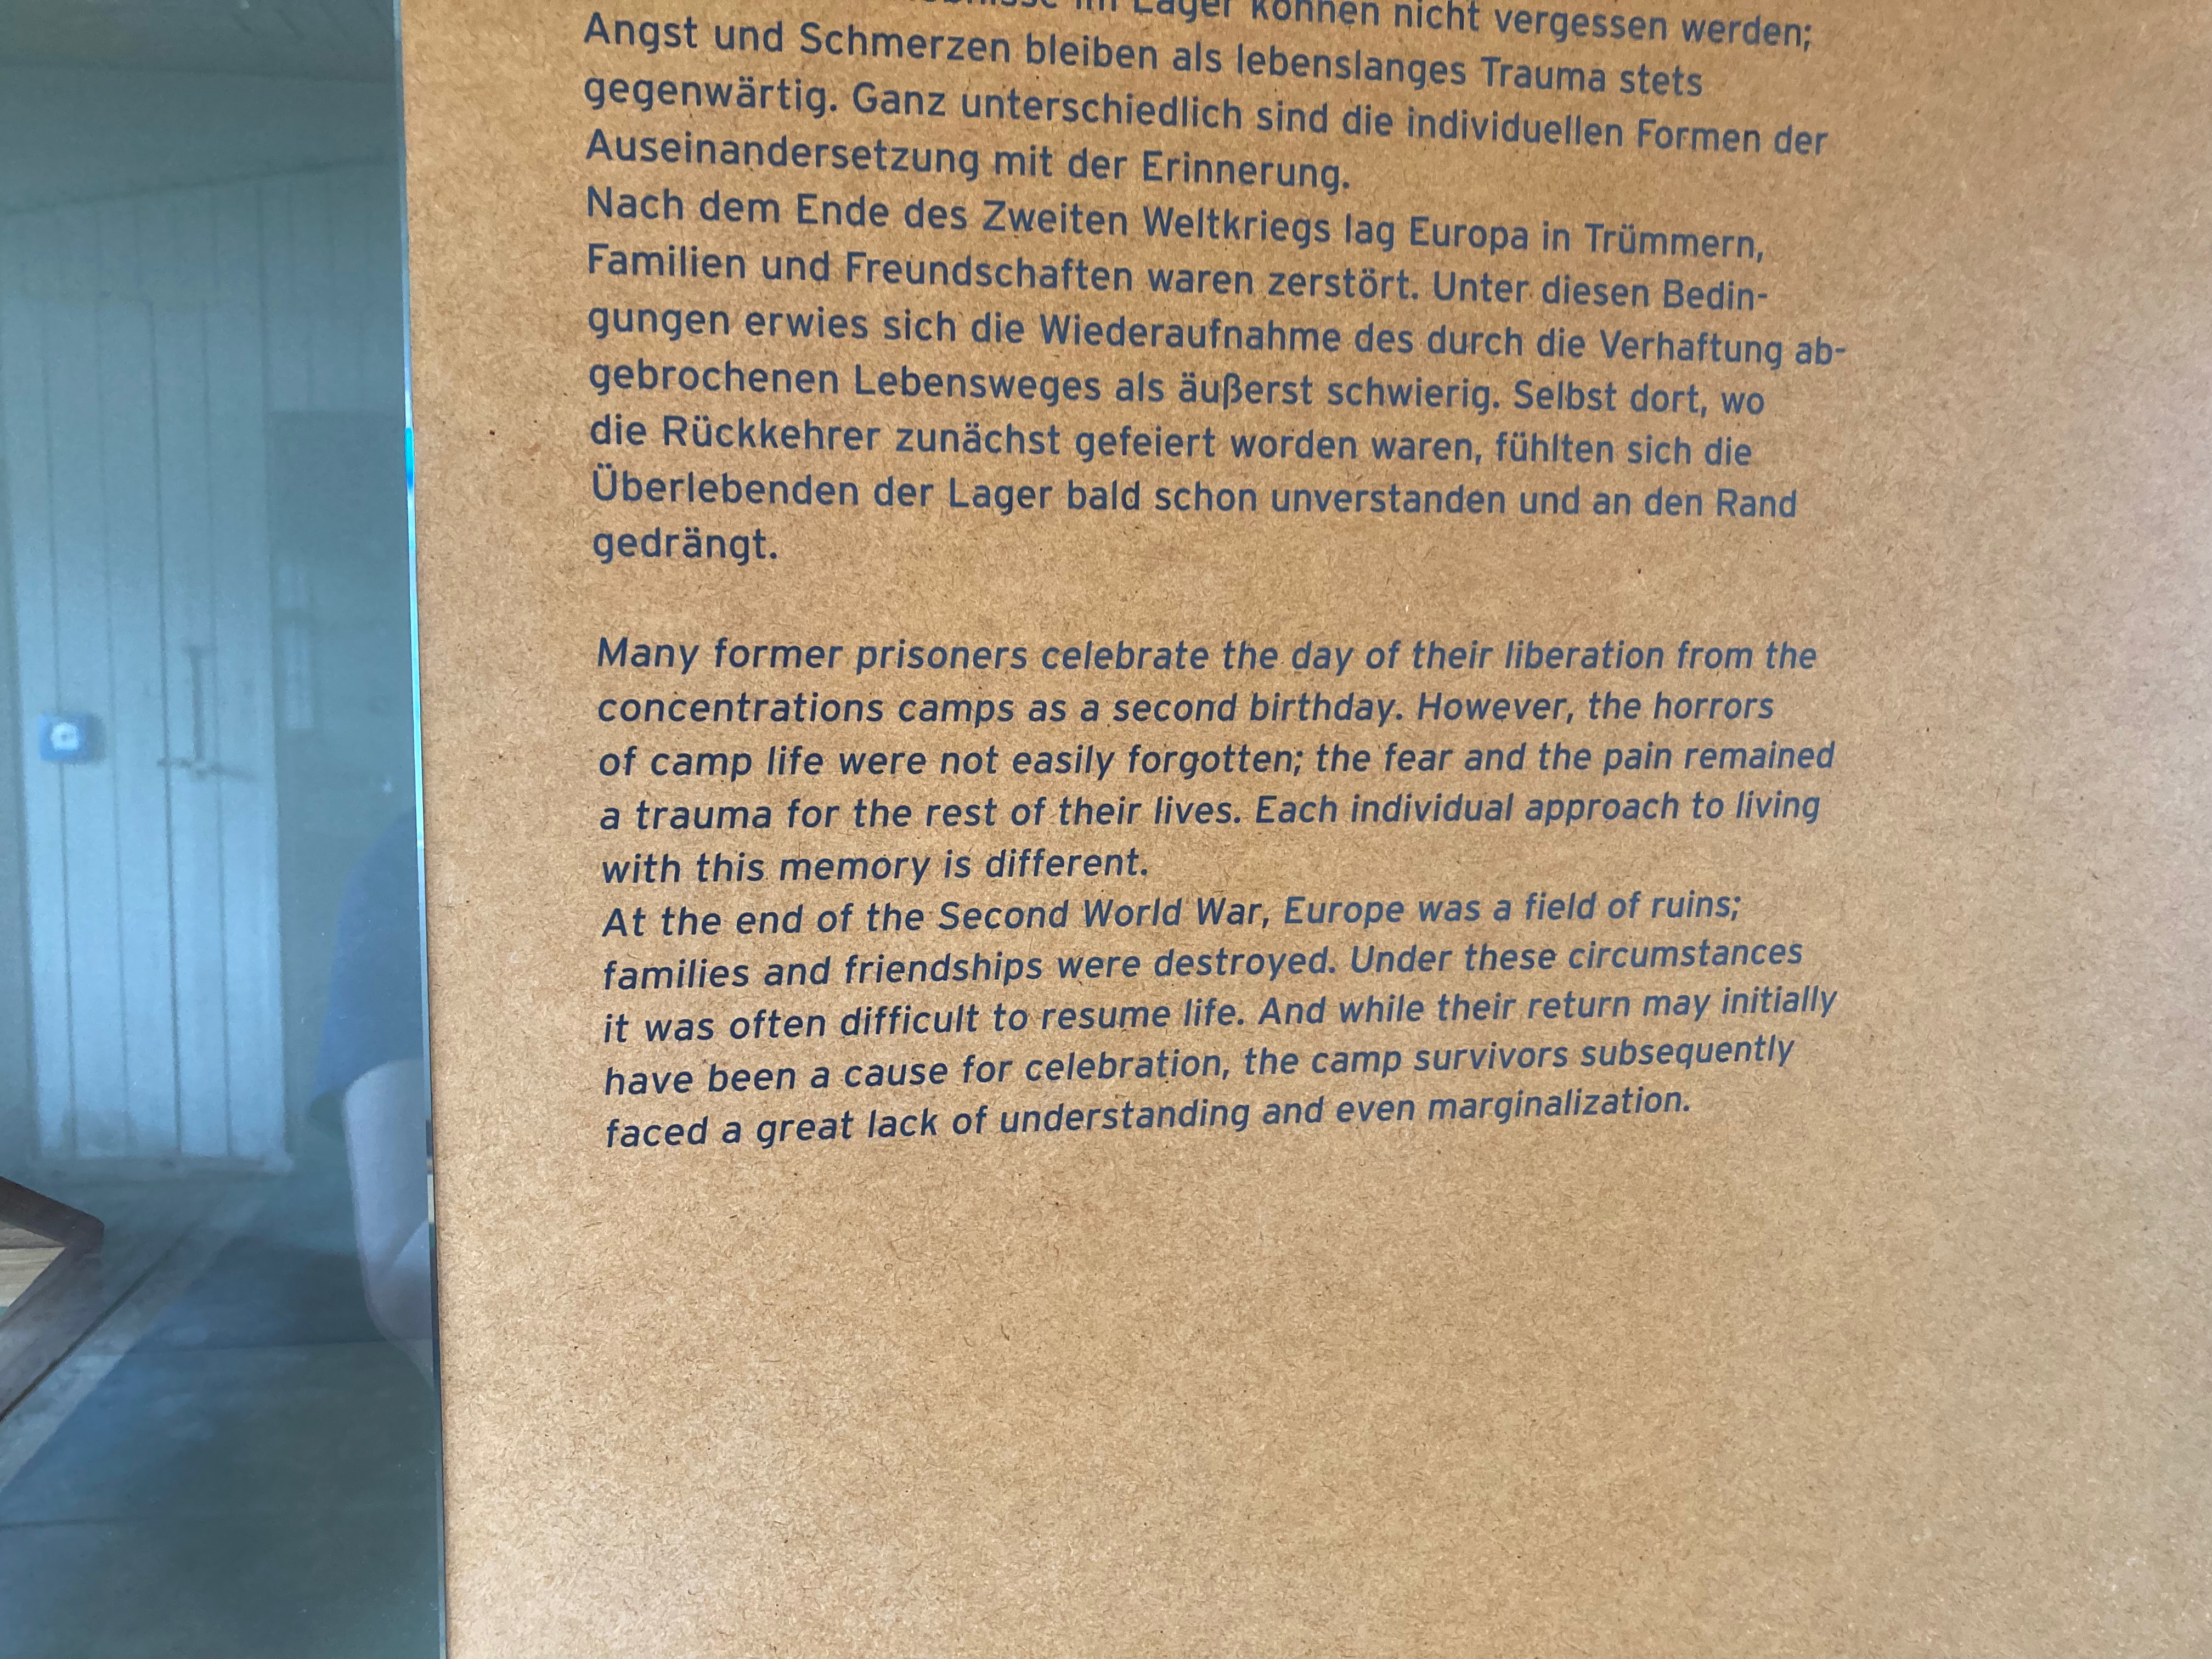 im Lager können nicht vergessen werden;
Angst und Schmerzen bleiben als lebenslanges Trauma stets
gegenwärtig. Ganz unterschiedlich sind die individuellen Formen der
Auseinandersetzung mit der Erinnerung.
Nach dem Ende des Zweiten Weltkriegs lag Europa in Trümmern,
Familien und Freundschaften waren zerstört. Unter diesen Bedin-
gungen erwies sich die Wiederaufnahme des durch die Verhaftung ab-
gebrochenen Lebensweges als äußerst schwierig. Selbst dort, wo
die Rückkehrer zunächst gefeiert worden waren, fühlten sich die
Überlebenden der Lager bald schon unverstanden und an den Rand
gedrängt.
Many former prisoners celebrate the day of their liberation from the
concentrations camps as a second birthday. However, the horrors
of camp life were not easily forgotten; the fear and the pain remained
a trauma for the rest of their lives. Each individual approach to living
with this memory is different.
At the end of the Second World War, Europe was a field of ruins;
families and friendships were destroyed. Under these circumstances
it was often difficult to resume life. And while their return may initially
have been a cause for celebration, the camp survivors subsequently
faced a great lack of understanding and even marginalization.